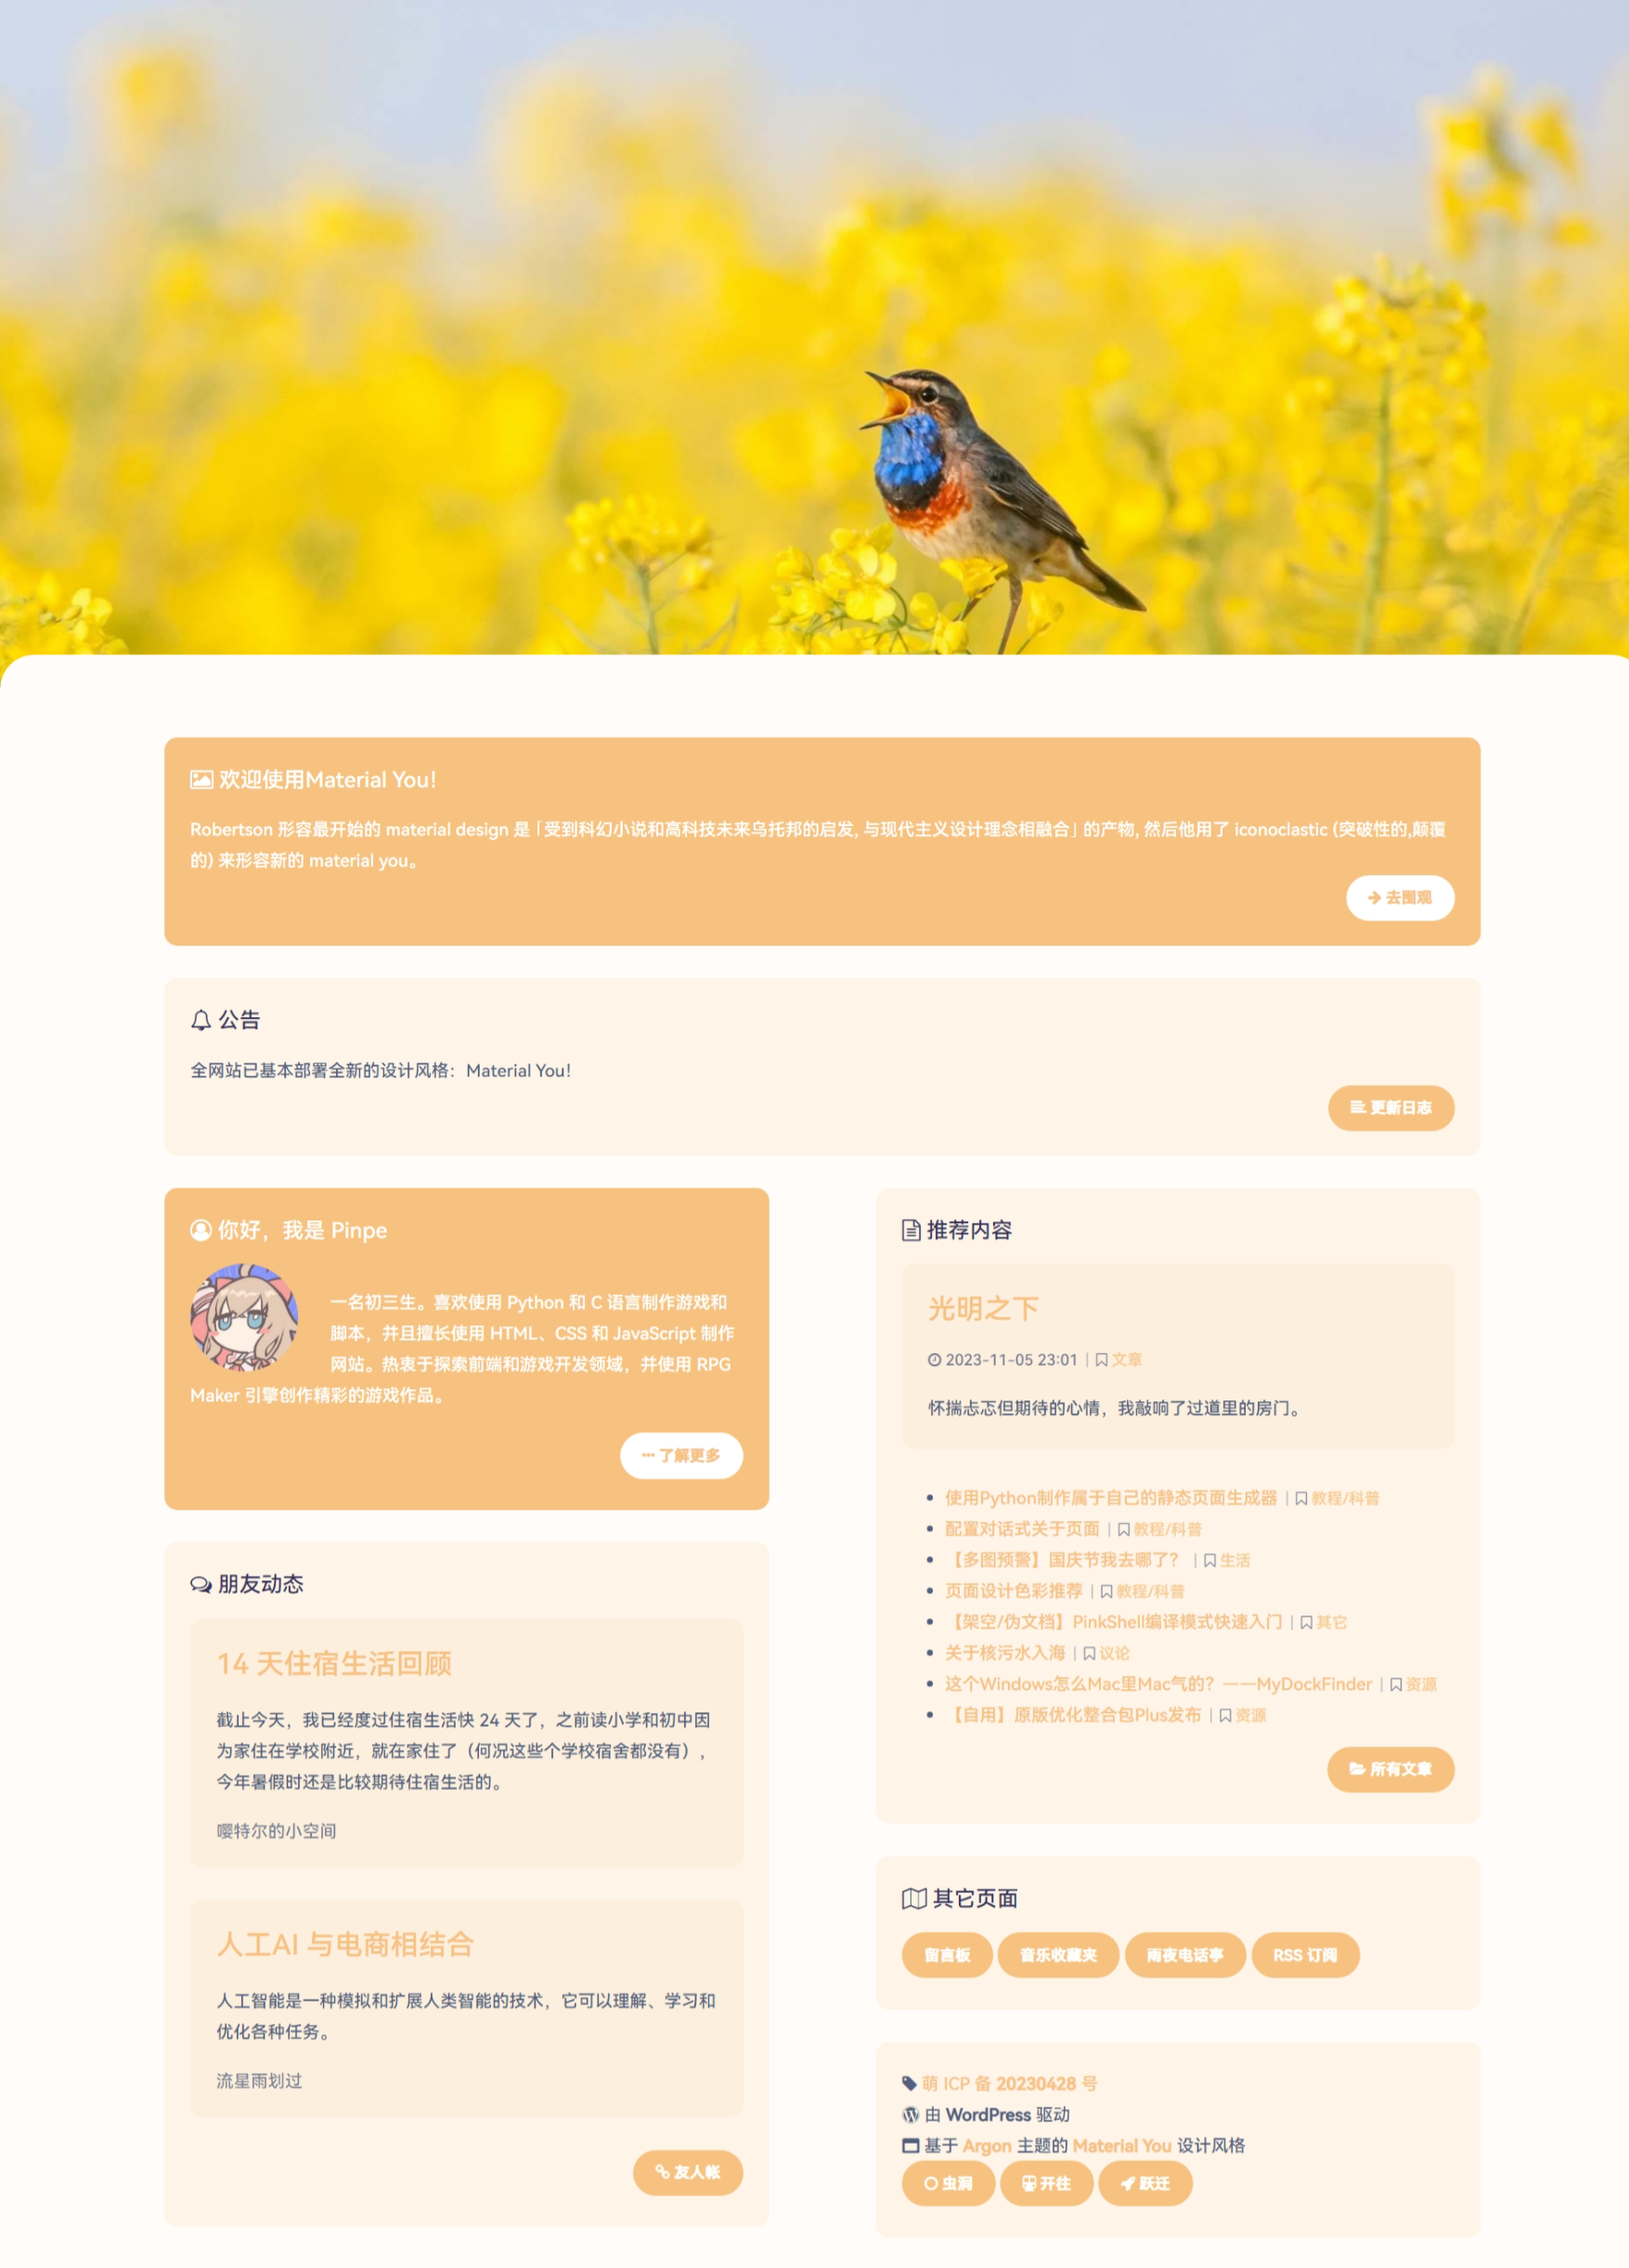 欢迎使用Material You!
Robertson 形容最开始的 material design 是「受到科幻小说和高科技未来乌托邦的启发, 与现代主义设计理念相融合」的产物, 然后他用了 iconoclastic (突破性的,颠覆
的) 来形容新的 material you。
去围观
公告
全网站已基本部署全新的设计风格：Material You!
更新日志
你好，我是 Pinpe
一名初三生。喜欢使用 Python 和 C 语言制作游戏和
脚本，并且擅长使用 HTML、CSS 和 JavaScript 制作
网站。热衷于探索前端和游戏开发领域，并使用 RPG
Maker 引擎创作精彩的游戏作品。
了解更多
朋友动态
14 天住宿生活回顾
截止今天，我已经度过住宿生活快 24 天了，之前读小学和初中因
为家住在学校附近，就在家住了（何况这些个学校宿舍都没有），
今年暑假时还是比较期待住宿生活的。
嘤特尔的小空间
人工AI 与电商相结合
人工智能是一种模拟和扩展人类智能的技术，它可以理解、学习和
优化各种任务。
流星雨划过
友人帐
推荐内容
光明之下
2023-11-05 23:01 | 文章
怀揣忐忑但期待的心情，我敲响了过道里的房门。
使用Python制作属于自己的静态页面生成器 | 教程/科普
配置对话式关于页面 | 教程/科普
【多图预警】国庆节我去哪了？ | 生活
页面设计色彩推荐 | 教程/科普
【架空/伪文档】PinkShell编译模式快速入门 | 其它
关于核污水入海 | 议论
这个Windows怎么Mac里Mac气的？——MyDockFinder | 资源
【自用】原版优化整合包Plus发布 | 资源
所有文章
其它页面
留言板 音乐收藏夹 雨夜电话亭 RSS 订阅
萌 ICP 备 20230428 号
由 WordPress 驱动
基于 Argon 主题的 Material You 设计风格
虫洞 开往 跃迁